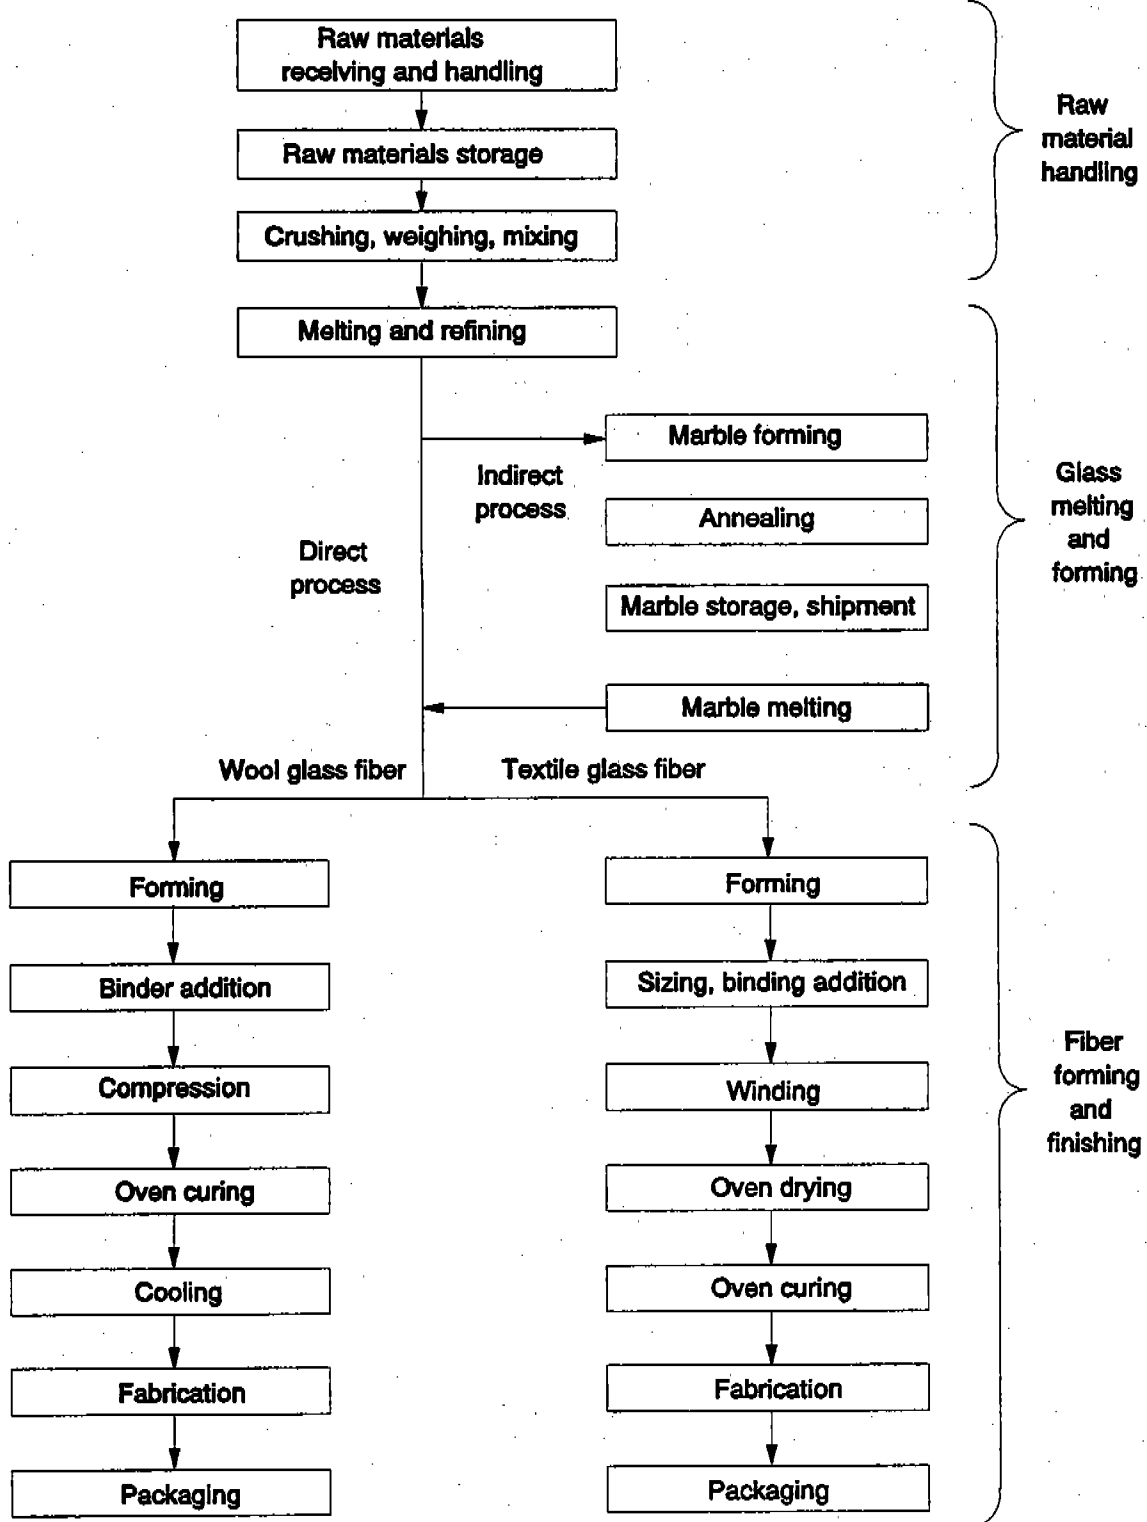 Raw materials
receiving and handling
Raw materials storage
Crushing, weighing, mixing
Raw
material
handling
Melting and refining
Marble forming
Indirect
process
Annealing
Direct
process
Marble storage, shipment
Marble melting
Glass
melting
and
forming
Wool glass fiber
Textile glass fiber
Forming
Binder addition
Compression
Oven curing
Cooling
Fabrication
Packaging
Forming
Sizing, binding addition
Winding
Oven drying
Oven curing
Fabrication
Packaging
Fiber
forming
and
finishing